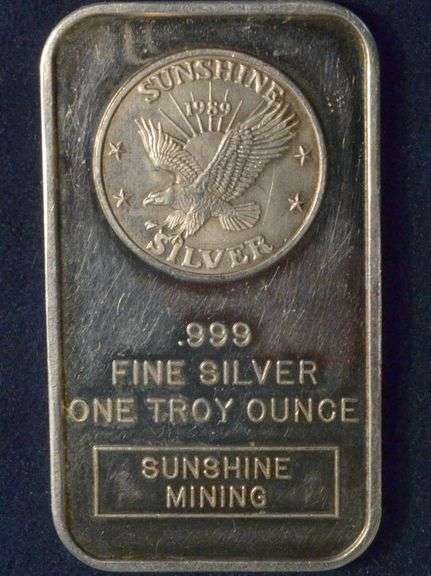 SUNSHINE
1989
SILVER
.999
FINE SILVER
ONE TROY OUNCE
SUNSHINE
MINING